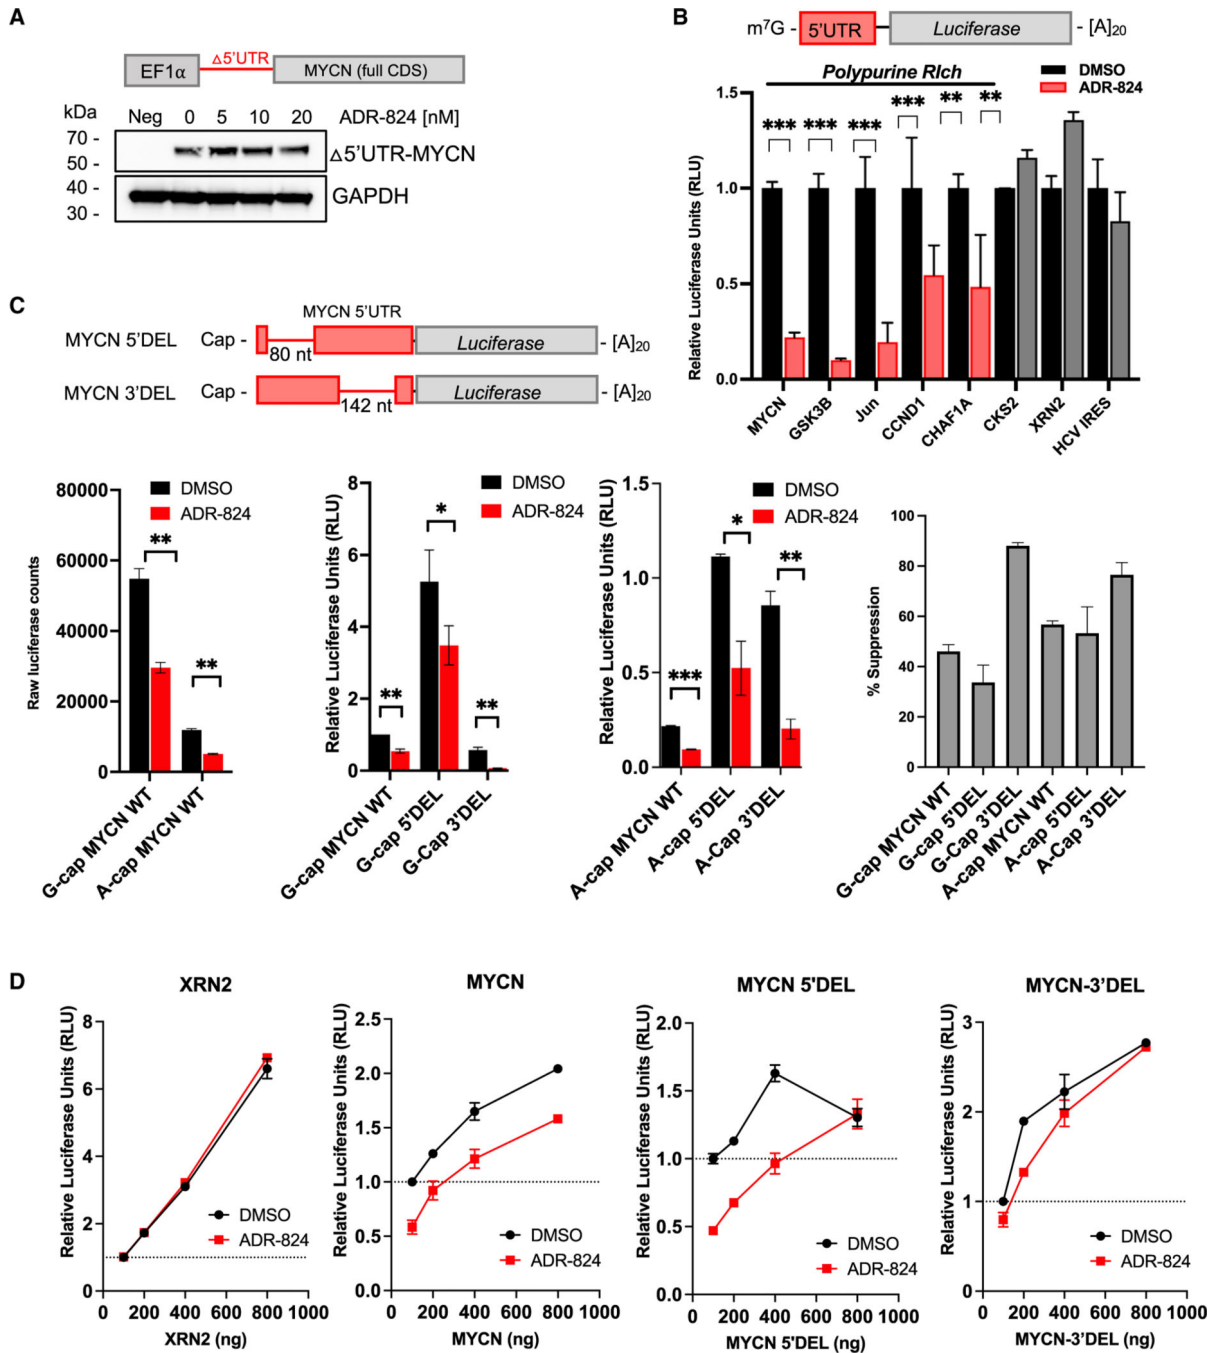 A
EF1α
Δ5'UTR
MYCN (full CDS)
kDa
Neg 0 5 10 20 ADR-824 [nM]
70 -
50 -
Δ5'UTR-MYCN
40 -
30 -
GAPDH
B
m⁷G - 5'UTR Luciferase - [A]₂₀
Polypurine RIch
DMSO
ADR-824
Relative Luciferase Units (RLU)
1.5
1.0
0.5
0.0
*** *** *** *** ** **
MYCN
GSK3B
Jun
CCND1
CHAF1A
CKS2
XRN2
HCV IRES
C
MYCN 5'UTR
MYCN 5'DEL Cap - Luciferase - [A]₂₀
80 nt
MYCN 3'DEL Cap - Luciferase - [A]₂₀
142 nt
Raw luciferase counts
80000
60000
40000
20000
0
DMSO
ADR-824
**
**
G-cap MYCN WT
A-cap MYCN WT
Relative Luciferase Units (RLU)
8
6
4
2
0
DMSO
ADR-824
**
*
**
G-cap MYCN WT
G-cap 5'DEL
G-Cap 3'DEL
Relative Luciferase Units (RLU)
1.5
1.0
0.5
0.0
DMSO
ADR-824
***
*
**
A-cap MYCN WT
A-cap 5'DEL
A-Cap 3'DEL
% Suppression
100
80
60
40
20
0
G-cap MYCN WT
G-cap 5'DEL
G-Cap 3'DEL
A-cap MYCN WT
A-cap 5'DEL
A-Cap 3'DEL
D
XRN2
Relative Luciferase Units (RLU)
8
6
4
2
0
DMSO
ADR-824
0 200 400 600 800 1000
XRN2 (ng)
MYCN
Relative Luciferase Units (RLU)
2.5
2.0
1.5
1.0
0.5
0.0
DMSO
ADR-824
0 200 400 600 800 1000
MYCN (ng)
MYCN 5'DEL
Relative Luciferase Units (RLU)
2.0
1.5
1.0
0.5
0.0
DMSO
ADR-824
0 200 400 600 800 1000
MYCN 5'DEL (ng)
MYCN-3'DEL
Relative Luciferase Units (RLU)
3
2
1
0
DMSO
ADR-824
0 200 400 600 800 1000
MYCN-3'DEL (ng)